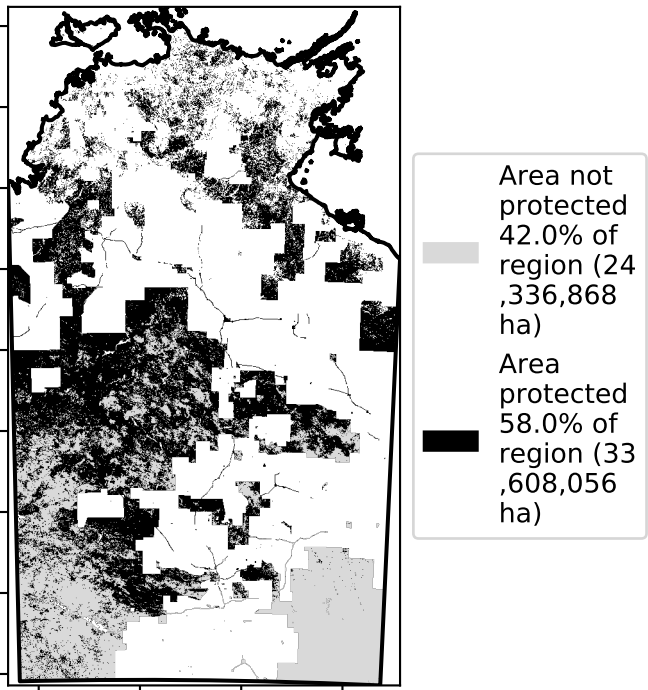 Area not
protected
42.0% of
region (24
,336,868
ha)
Area
protected
58.0% of
region (33
,608,056
ha)